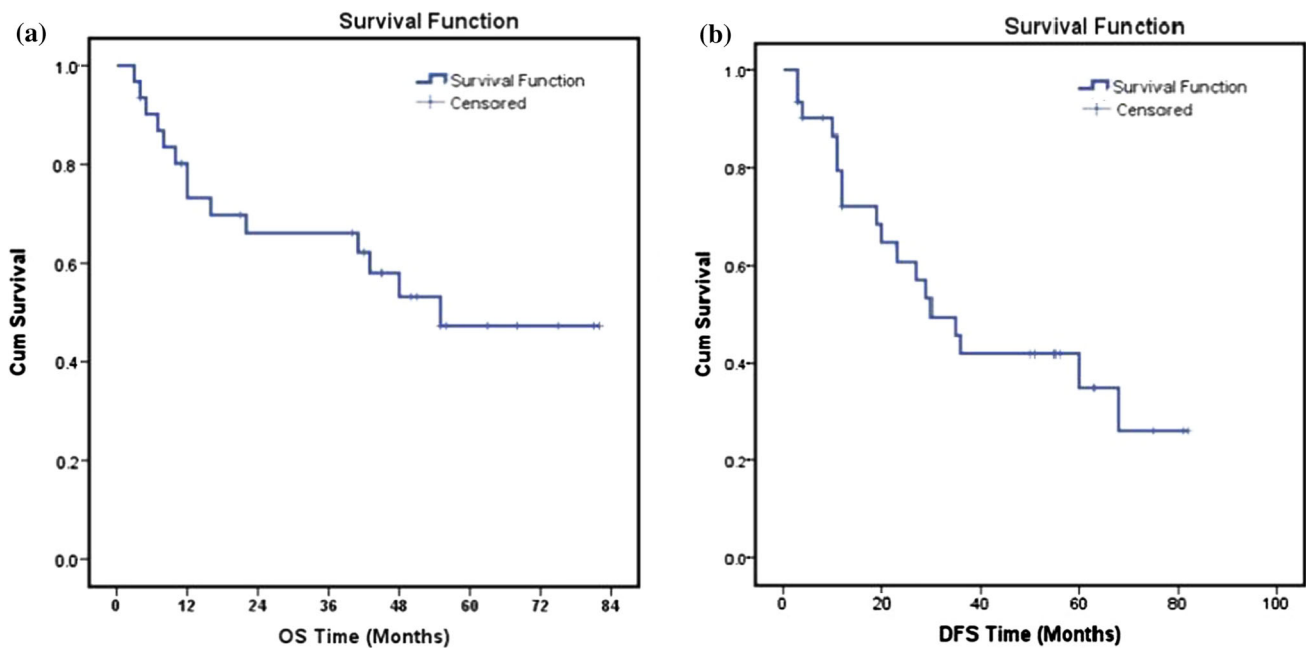 (a)
Survival Function
Survival Function
Censored
1.0
0.8
0.6
0.4
0.2
0.0
Cum Survival
0 12 24 36 48 60 72 84
OS Time (Months)
(b)
Survival Function
Survival Function
Censored
1.0
0.8
0.6
0.4
0.2
0.0
Cum Survival
0 20 40 60 80 100
DFS Time (Months)